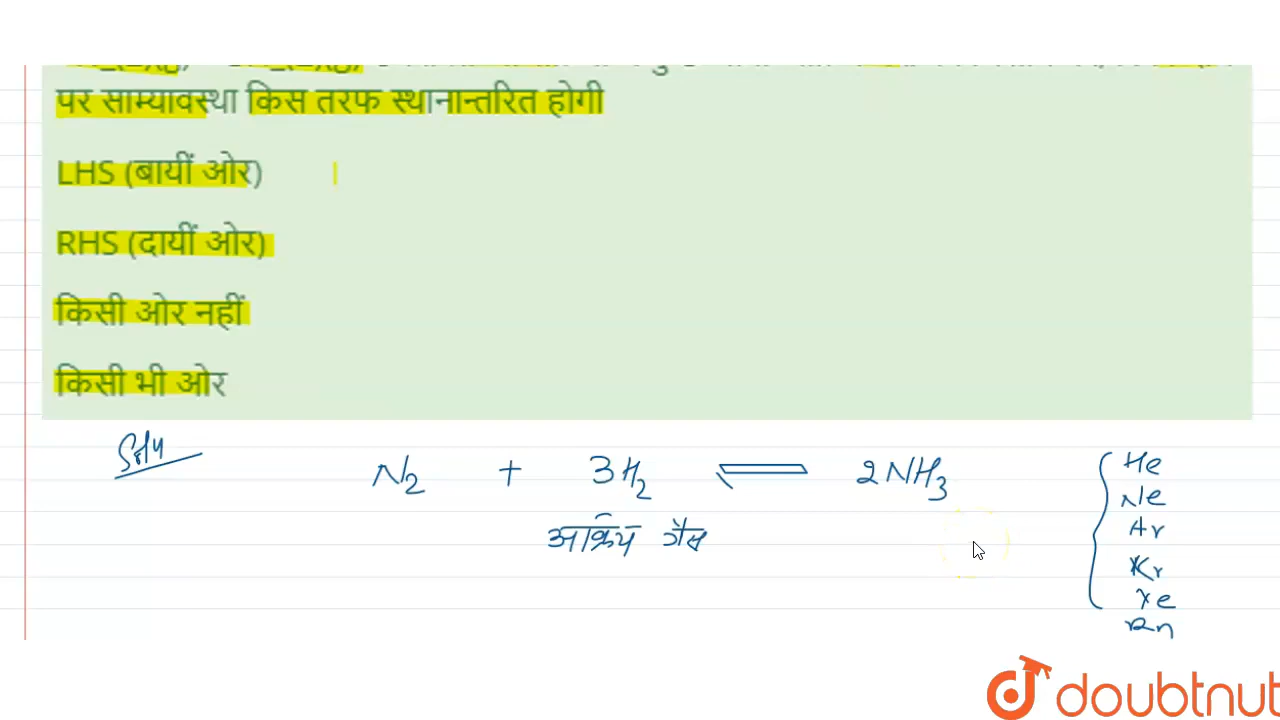 पर साम्यावस्था किस तरफ स्थानान्तरित होगी
LHS (बायीं ओर)
RHS (दायीं ओर)
किसी ओर नहीं
किसी भी ओर
Soln
N2 + 3H2 ⇌ 2NH3
अक्रिय गैस
He
Ne
Ar
Kr
Xe
Rn
doubtnut